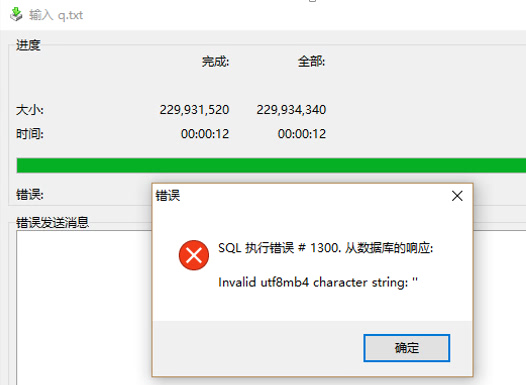 输入 q.txt
进度
完成: 全部:
大小: 229,931,520 229,934,340
时间: 00:00:12 00:00:12
错误:
错误发送消息
错误
SQL 执行错误 # 1300. 从数据库的响应:
Invalid utf8mb4 character string: ''
确定